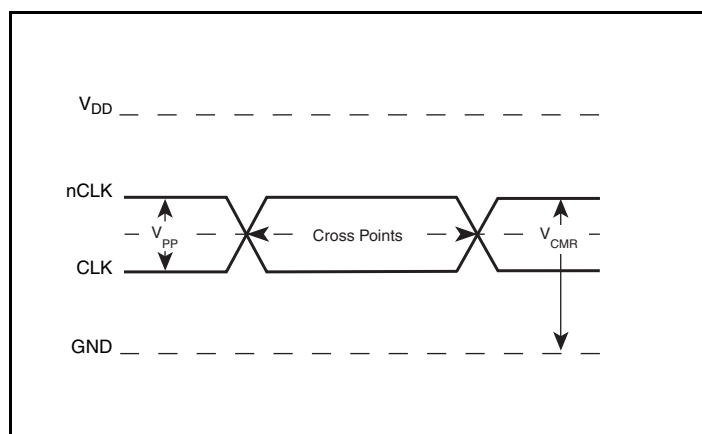 VDD
nCLK
VPP
Cross Points
VCMR
CLK
GND